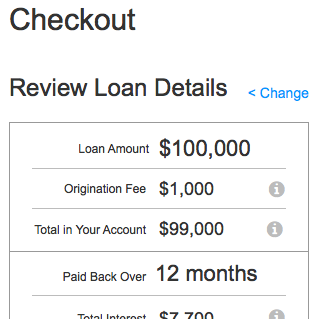 Checkout
Review Loan Details < Change
Loan Amount $100,000
Origination Fee $1,000
Total in Your Account $99,000
Paid Back Over 12 months
Total Interest $7,700